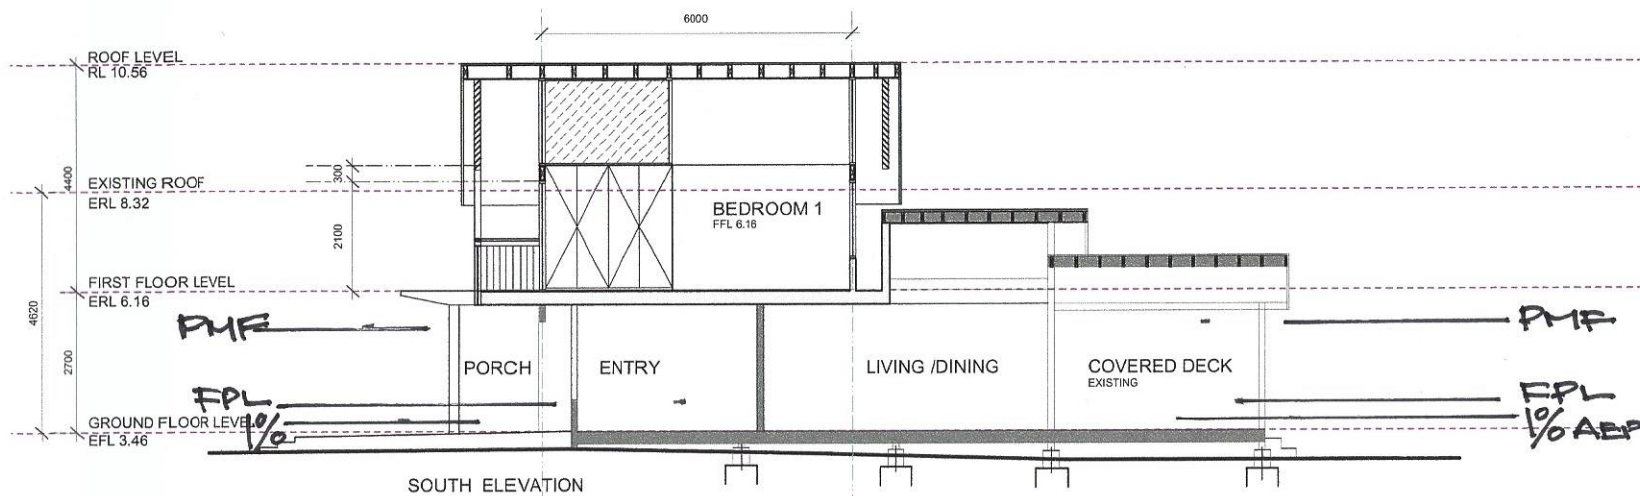 6000
ROOF LEVEL
RL 10.56
4400
300
EXISTING ROOF
ERL 8.32
2100
BEDROOM 1
FFL 6.16
FIRST FLOOR LEVEL
ERL 6.16
4620
PMF
PMF
2700
PORCH
ENTRY
LIVING /DINING
COVERED DECK
EXISTING
FPL
FPL
GROUND FLOOR LEVEL
1%
1% AEP
EFL 3.46
SOUTH ELEVATION